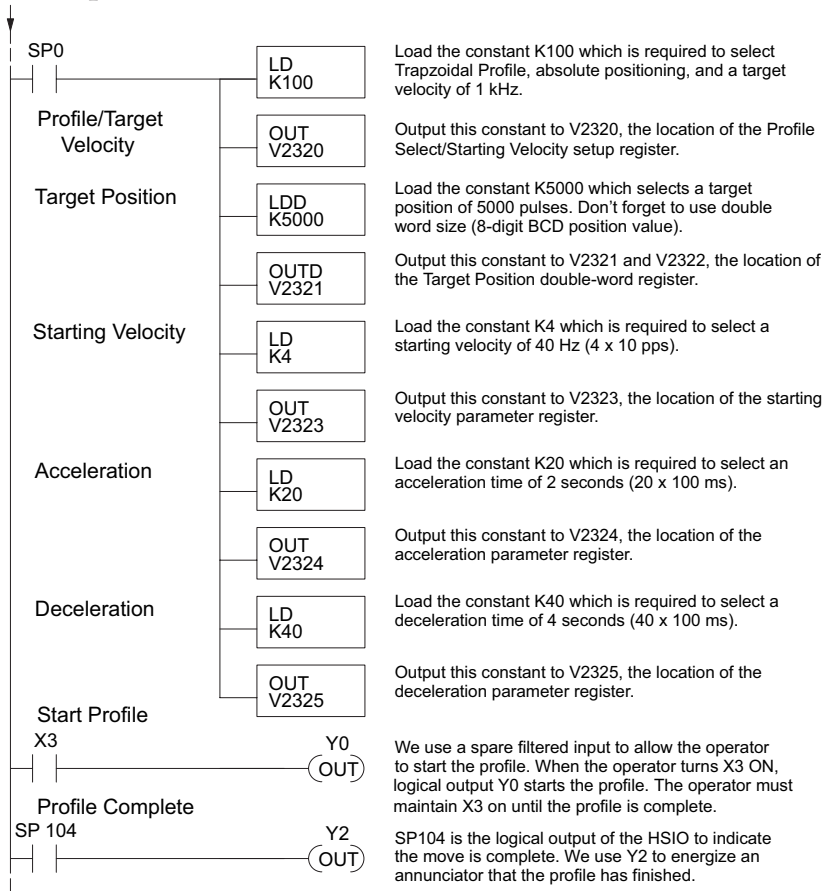 SP0
LD
K100
Load the constant K100 which is required to select
Trapzoidal Profile, absolute positioning, and a target
velocity of 1 kHz.
Profile/Target
Velocity
OUT
V2320
Output this constant to V2320, the location of the Profile
Select/Starting Velocity setup register.
Target Position
LDD
K5000
Load the constant K5000 which selects a target
position of 5000 pulses. Don't forget to use double
word size (8-digit BCD position value).
OUTD
V2321
Output this constant to V2321 and V2322, the location of
the Target Position double-word register.
Starting Velocity
LD
K4
Load the constant K4 which is required to select a
starting velocity of 40 Hz (4 x 10 pps).
OUT
V2323
Output this constant to V2323, the location of the starting
velocity parameter register.
Acceleration
LD
K20
Load the constant K20 which is required to select an
acceleration time of 2 seconds (20 x 100 ms).
OUT
V2324
Output this constant to V2324, the location of the
acceleration parameter register.
Deceleration
LD
K40
Load the constant K40 which is required to select a
deceleration time of 4 seconds (40 x 100 ms).
OUT
V2325
Output this constant to V2325, the location of the
deceleration parameter register.
Start Profile
X3
Y0
OUT
We use a spare filtered input to allow the operator
to start the profile. When the operator turns X3 ON,
logical output Y0 starts the profile. The operator must
maintain X3 on until the profile is complete.
Profile Complete
SP 104
Y2
OUT
SP104 is the logical output of the HSIO to indicate
the move is complete. We use Y2 to energize an
annunciator that the profile has finished.